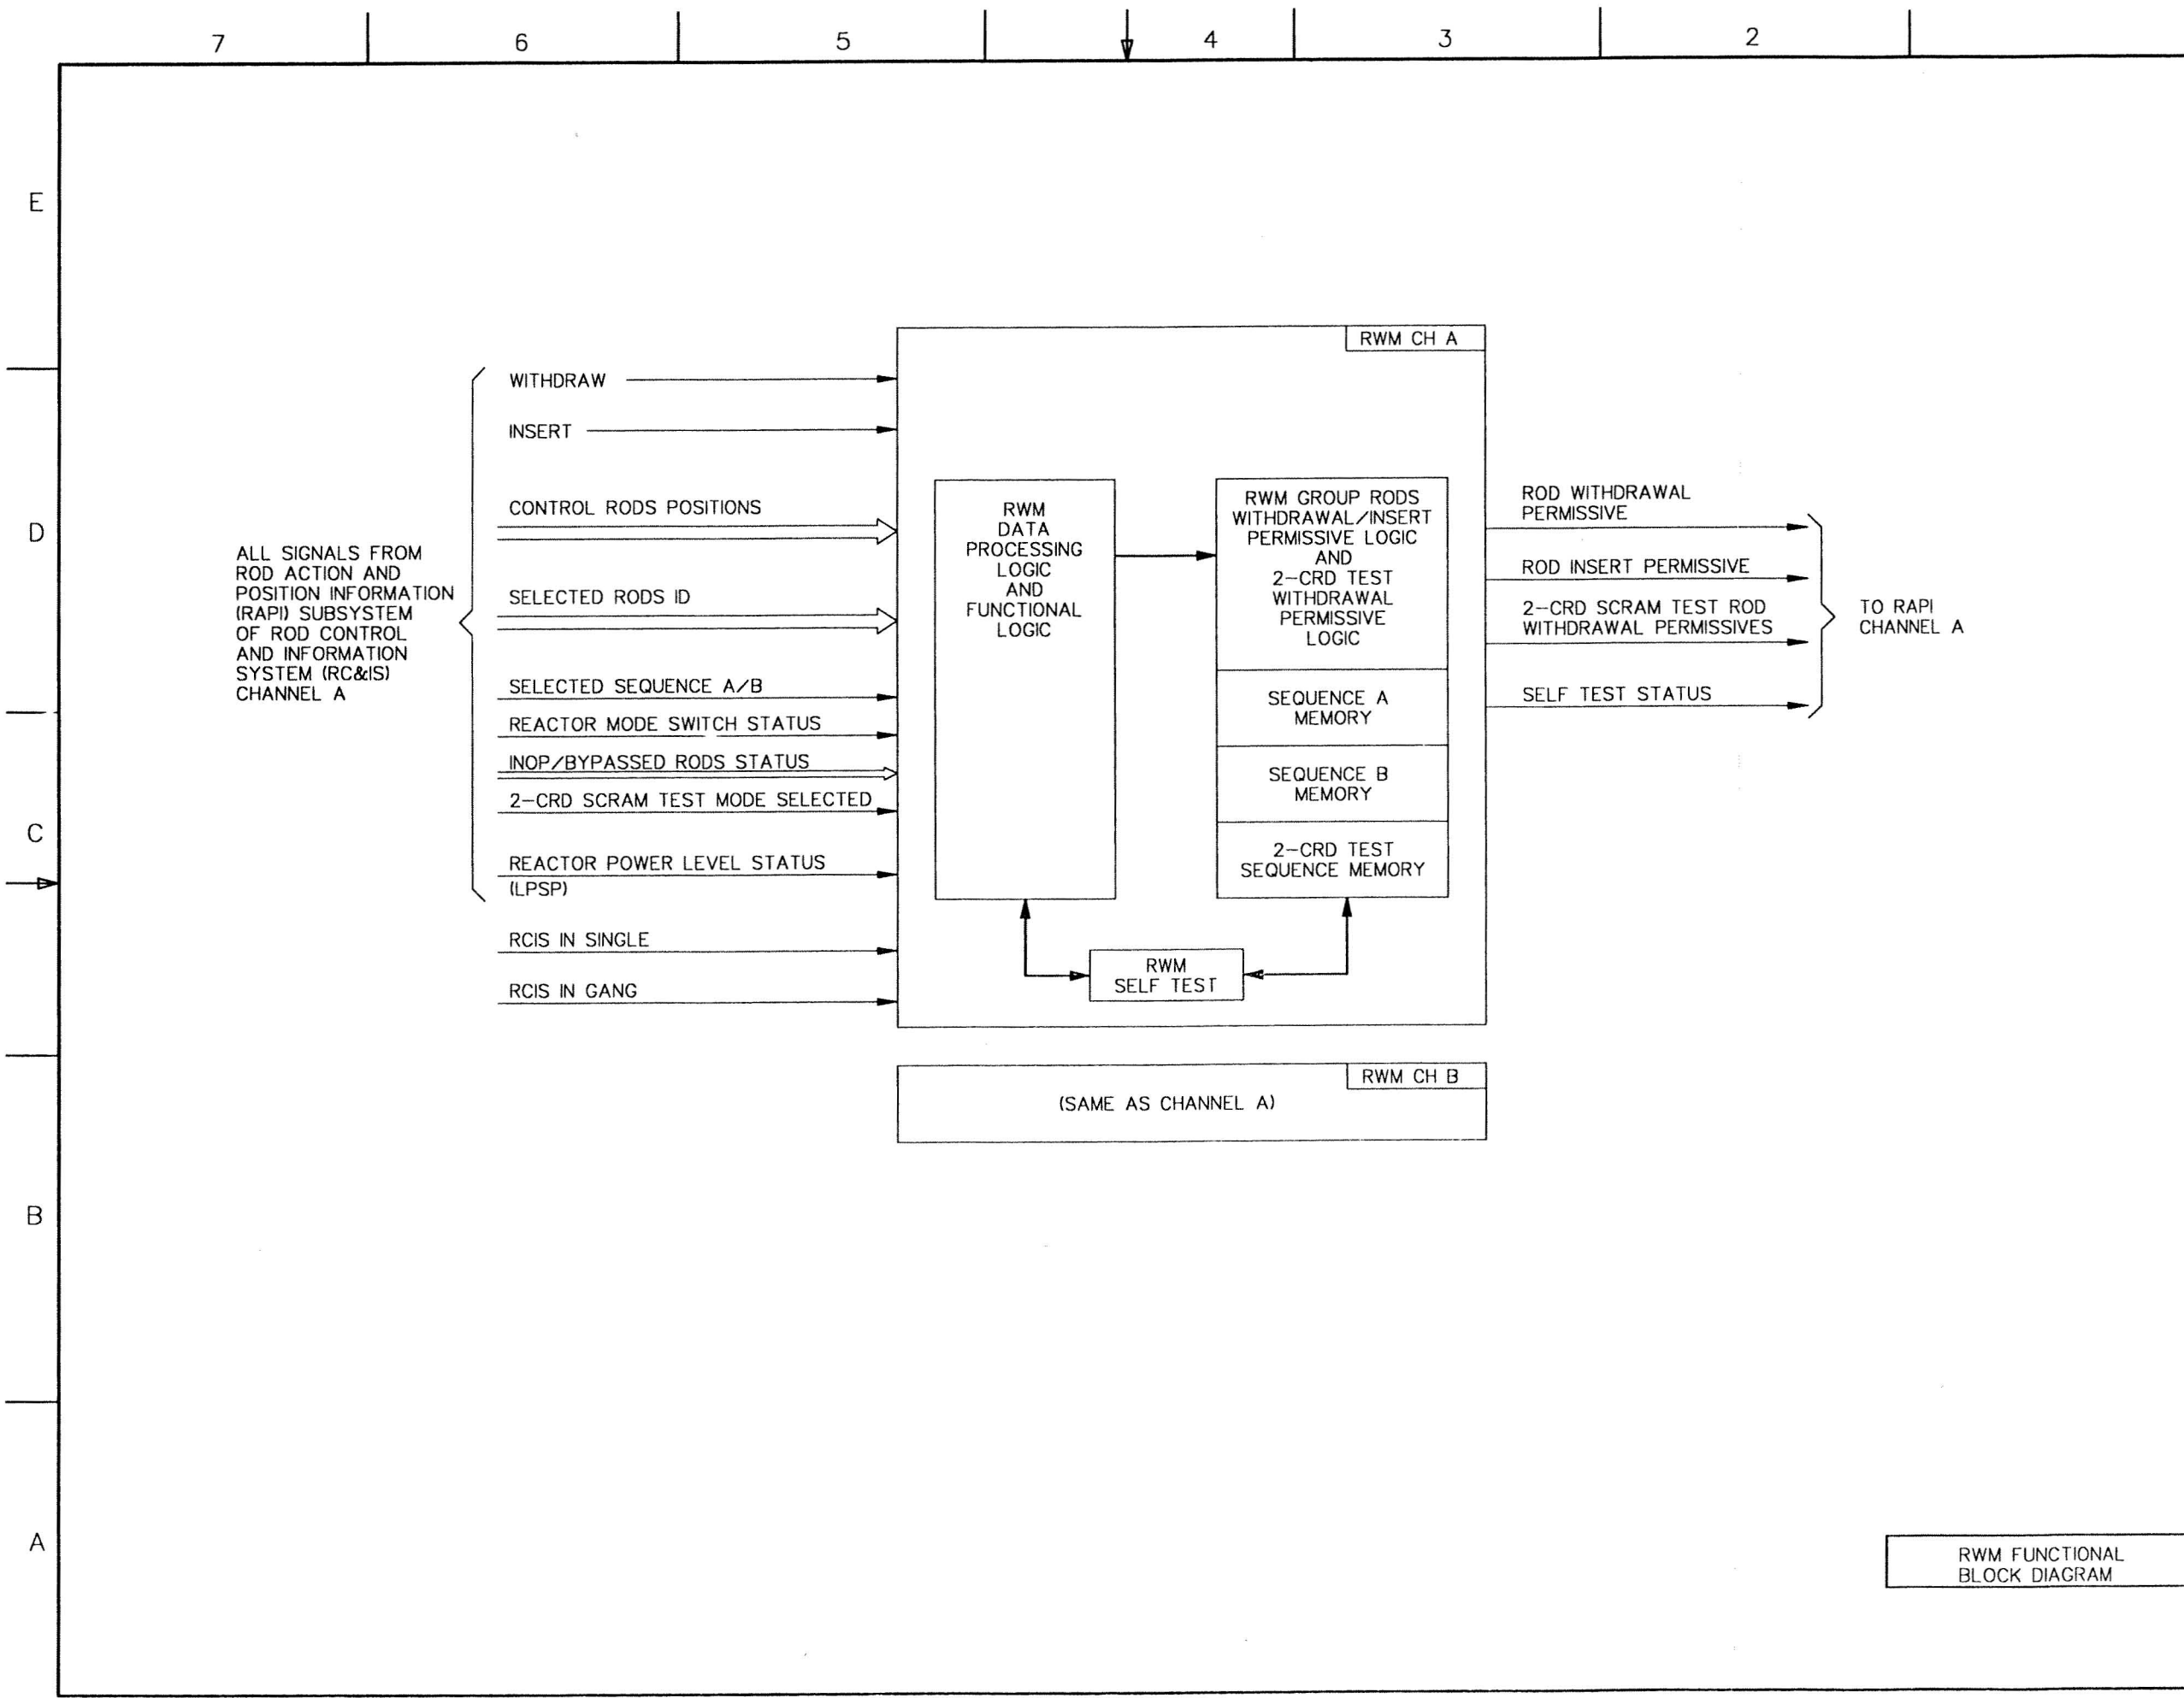 7
6
5
4
3
2
E
D
C
B
A
RWM CH A
WITHDRAW
INSERT
CONTROL RODS POSITIONS
SELECTED RODS ID
SELECTED SEQUENCE A/B
REACTOR MODE SWITCH STATUS
INOP/BYPASSED RODS STATUS
2-CRD SCRAM TEST MODE SELECTED
REACTOR POWER LEVEL STATUS
(LPSP)
RCIS IN SINGLE
RCIS IN GANG
ALL SIGNALS FROM
ROD ACTION AND
POSITION INFORMATION
(RAPI) SUBSYSTEM
OF ROD CONTROL
AND INFORMATION
SYSTEM (RC&IS)
CHANNEL A
RWM
DATA
PROCESSING
LOGIC
AND
FUNCTIONAL
LOGIC
RWM GROUP RODS
WITHDRAWAL/INSERT
PERMISSIVE LOGIC
AND
2-CRD TEST
WITHDRAWAL
PERMISSIVE
LOGIC
SEQUENCE A
MEMORY
SEQUENCE B
MEMORY
2-CRD TEST
SEQUENCE MEMORY
RWM
SELF TEST
ROD WITHDRAWAL
PERMISSIVE
ROD INSERT PERMISSIVE
2-CRD SCRAM TEST ROD
WITHDRAWAL PERMISSIVES
SELF TEST STATUS
TO RAPI
CHANNEL A
RWM CH B
(SAME AS CHANNEL A)
RWM FUNCTIONAL
BLOCK DIAGRAM